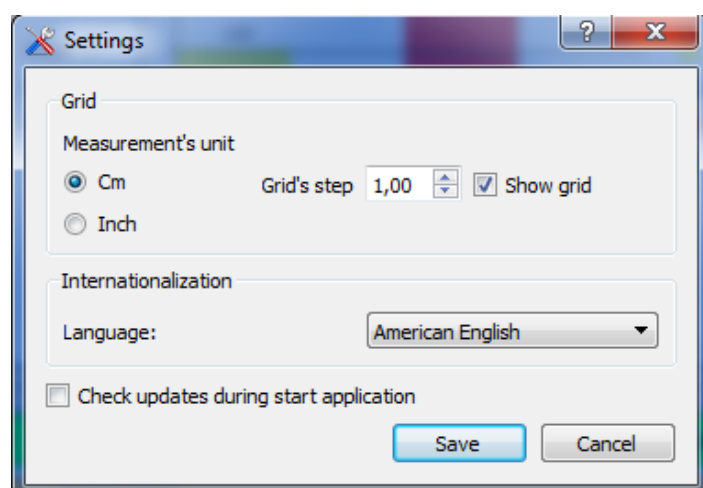 Settings
Grid
Measurement's unit
Cm Grid's step 1,00 Show grid
Inch
Internationalization
Language: American English
Check updates during start application
Save Cancel